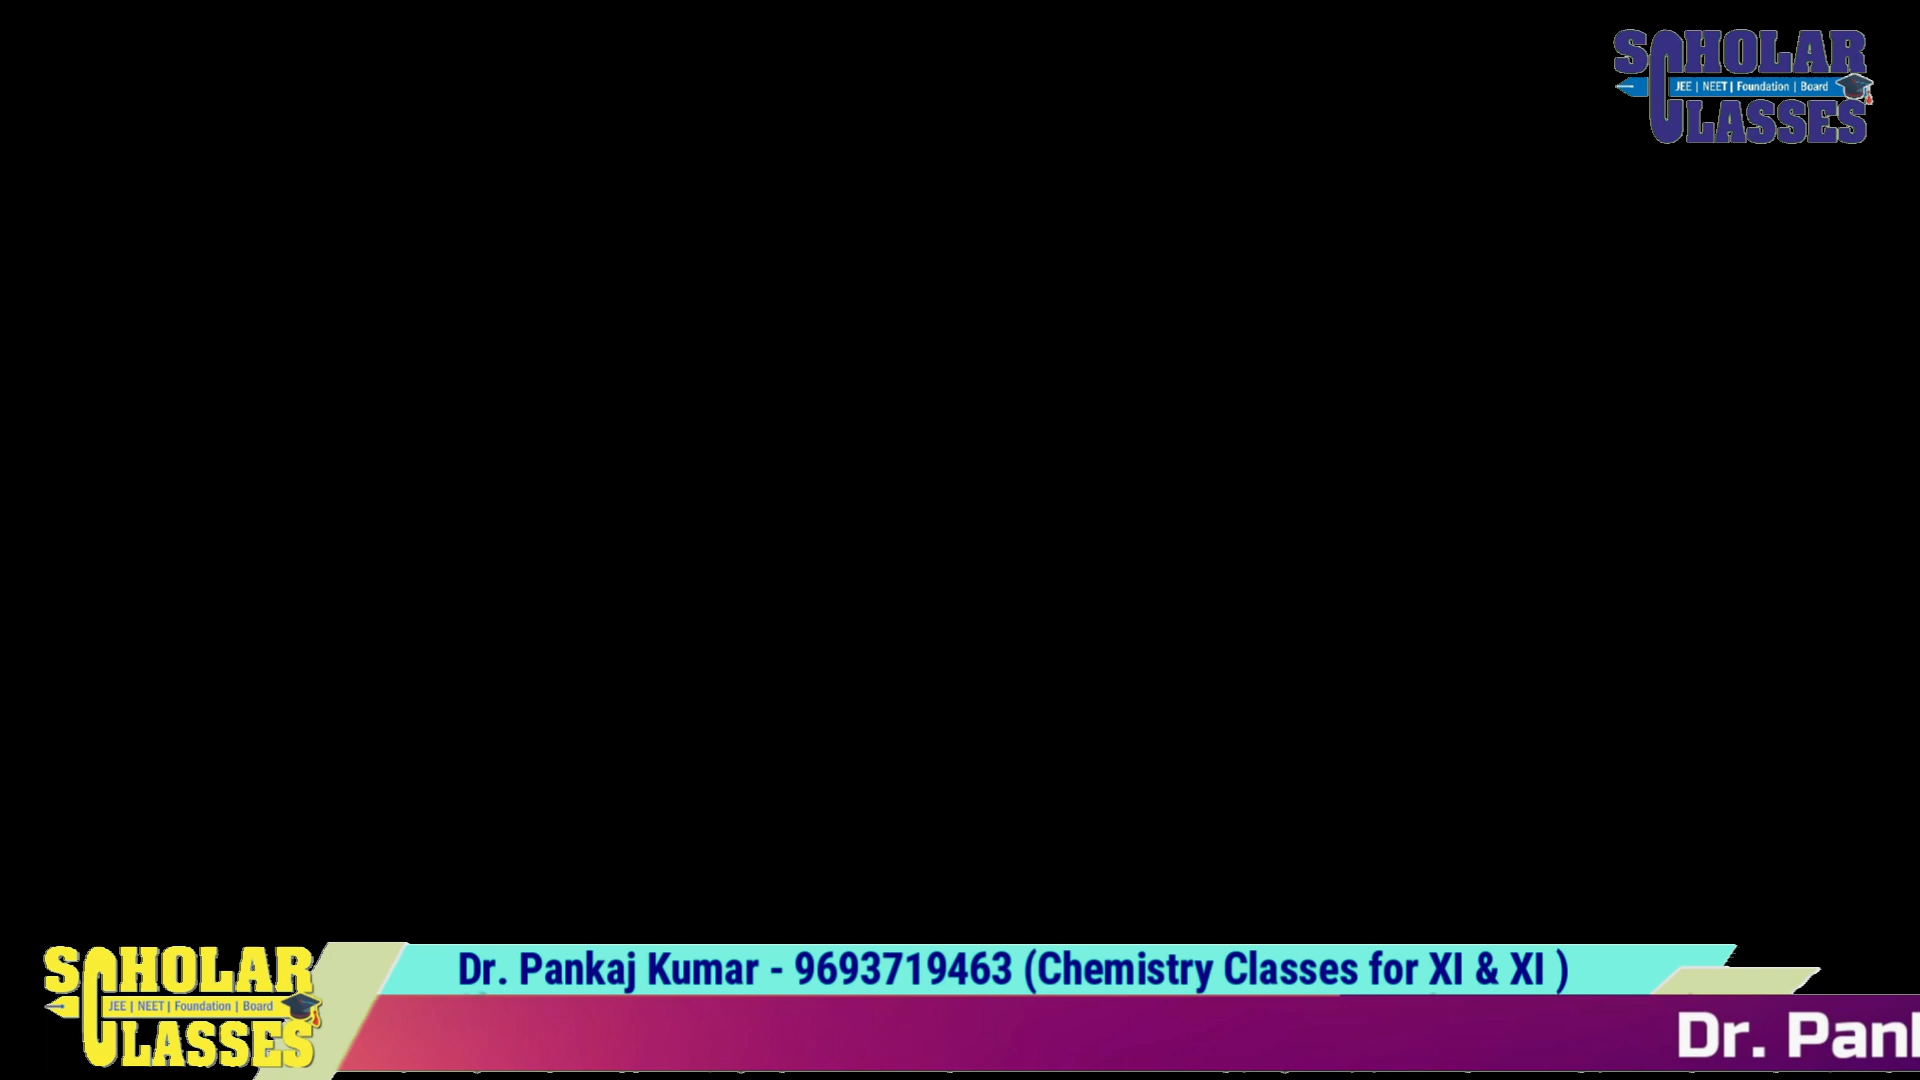 SCHOLAR
JEE | NEET | Foundation | Board
CLASSES
Dr. Pankaj Kumar - 9693719463 (Chemistry Classes for XI & XI )
SCHOLAR
JEE | NEET | Foundation | Board
CLASSES
Dr.